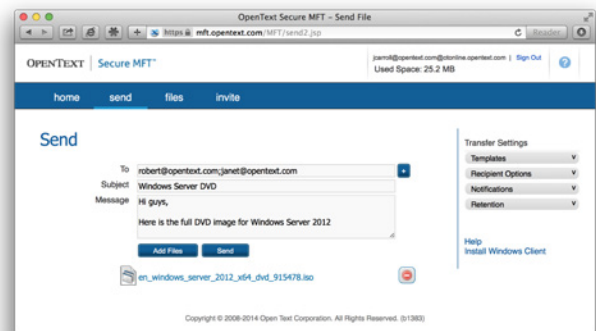 OpenText Secure MFT – Send File
https mft.opentext.com/MFT/send2.jsp
Reader
OPENTEXT | Secure MFT™
jcarroll@opentext.com@otonline.opentext.com | Sign Out
Used Space: 25.2 MB
?
home send files invite
Send
To robert@opentext.com;janet@opentext.com +
Subject Windows Server DVD
Message Hi guys,
Here is the full DVD image for Windows Server 2012
Add Files Send
en_windows_server_2012_x64_dvd_915478.iso
Transfer Settings
Templates
Recipient Options
Notifications
Retention
Help
Install Windows Client
Copyright © 2008-2014 Open Text Corporation. All Rights Reserved. (b1383)